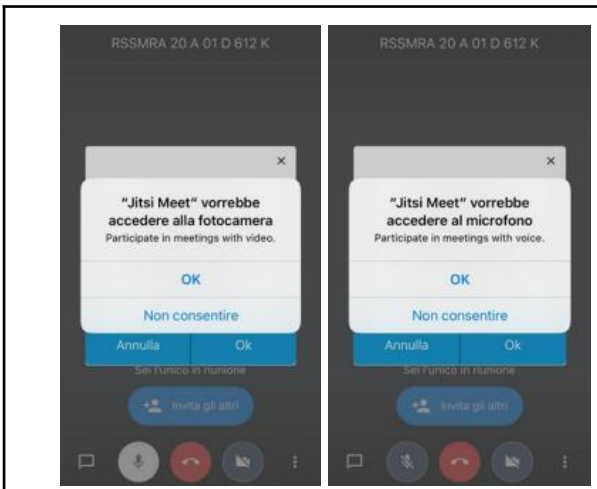 RSSMRA 20 A 01 D 612 K
×
"Jitsi Meet" vorrebbe
accedere alla fotocamera
Participate in meetings with video.
OK
Non consentire
Annulla Ok
Sei l'unico in riunione
Invita gli altri
RSSMRA 20 A 01 D 612 K
×
"Jitsi Meet" vorrebbe
accedere al microfono
Participate in meetings with voice.
OK
Non consentire
Annulla Ok
Sei l'unico in riunione
Invita gli altri